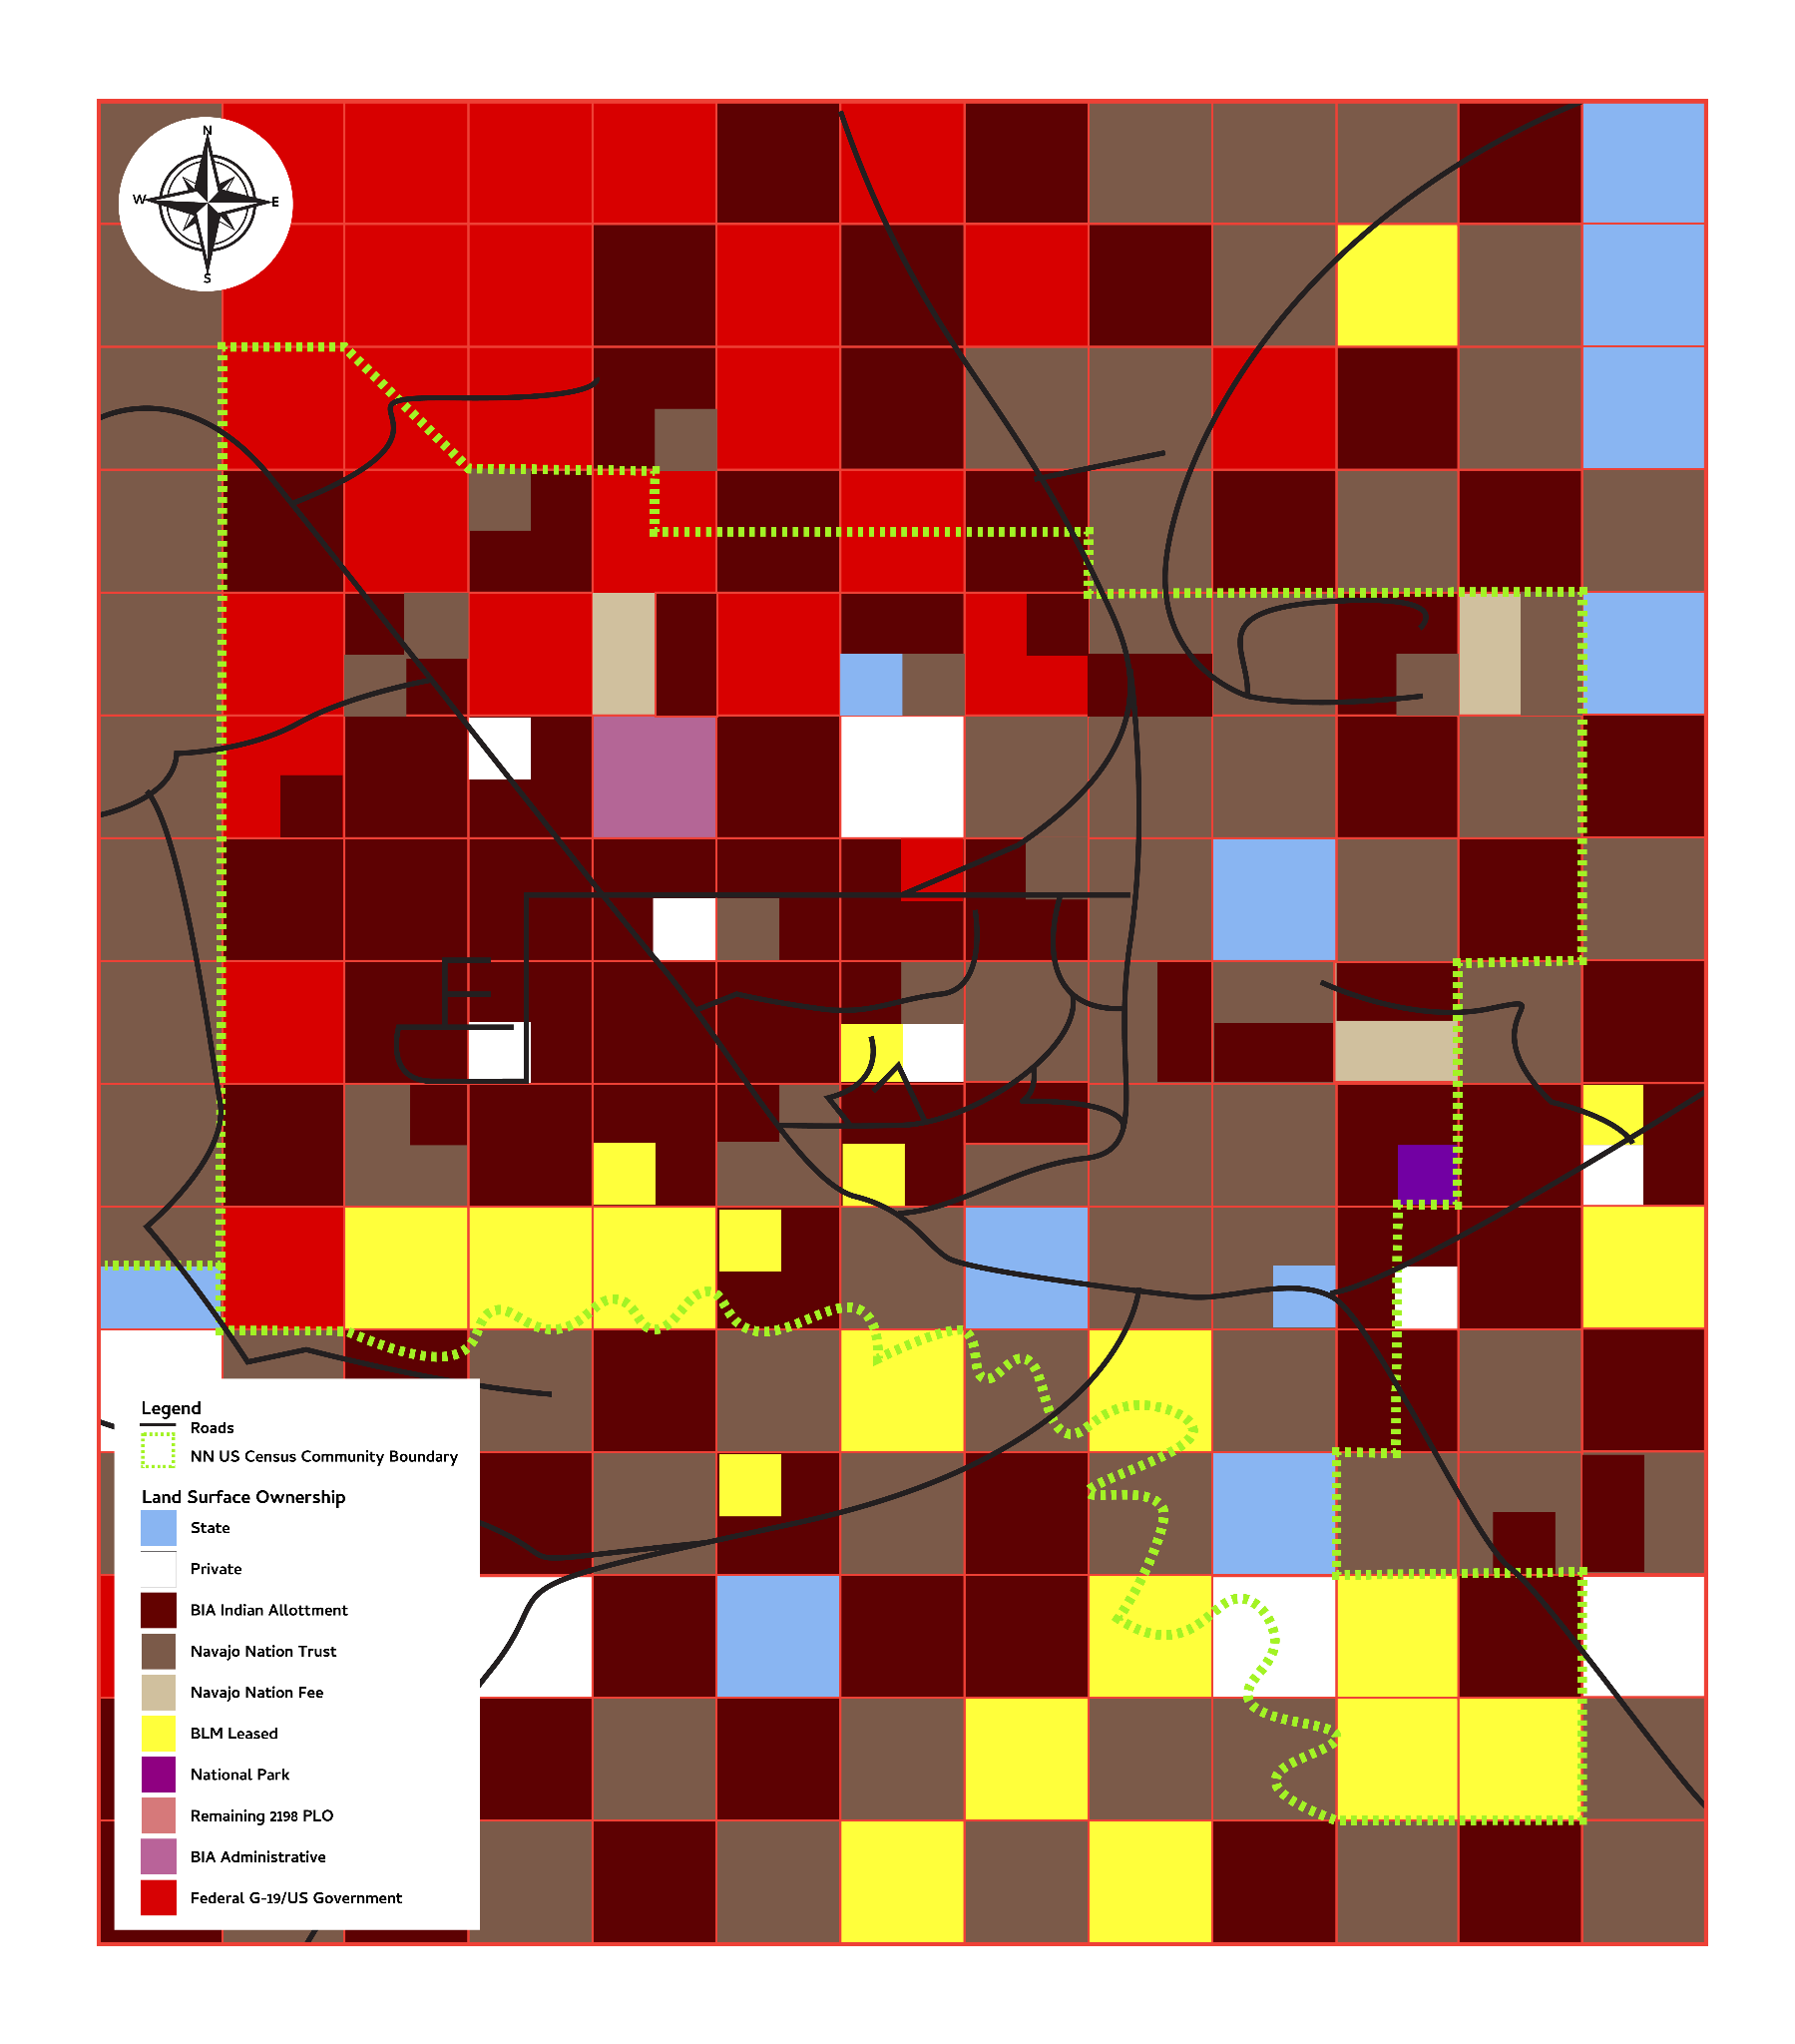 N
W
E
S
Legend
Roads
NN US Census Community Boundary
Land Surface Ownership
State
Private
BIA Indian Allottment
Navajo Nation Trust
Navajo Nation Fee
BLM Leased
National Park
Remaining 2198 PLO
BIA Administrative
Federal G-19/US Government